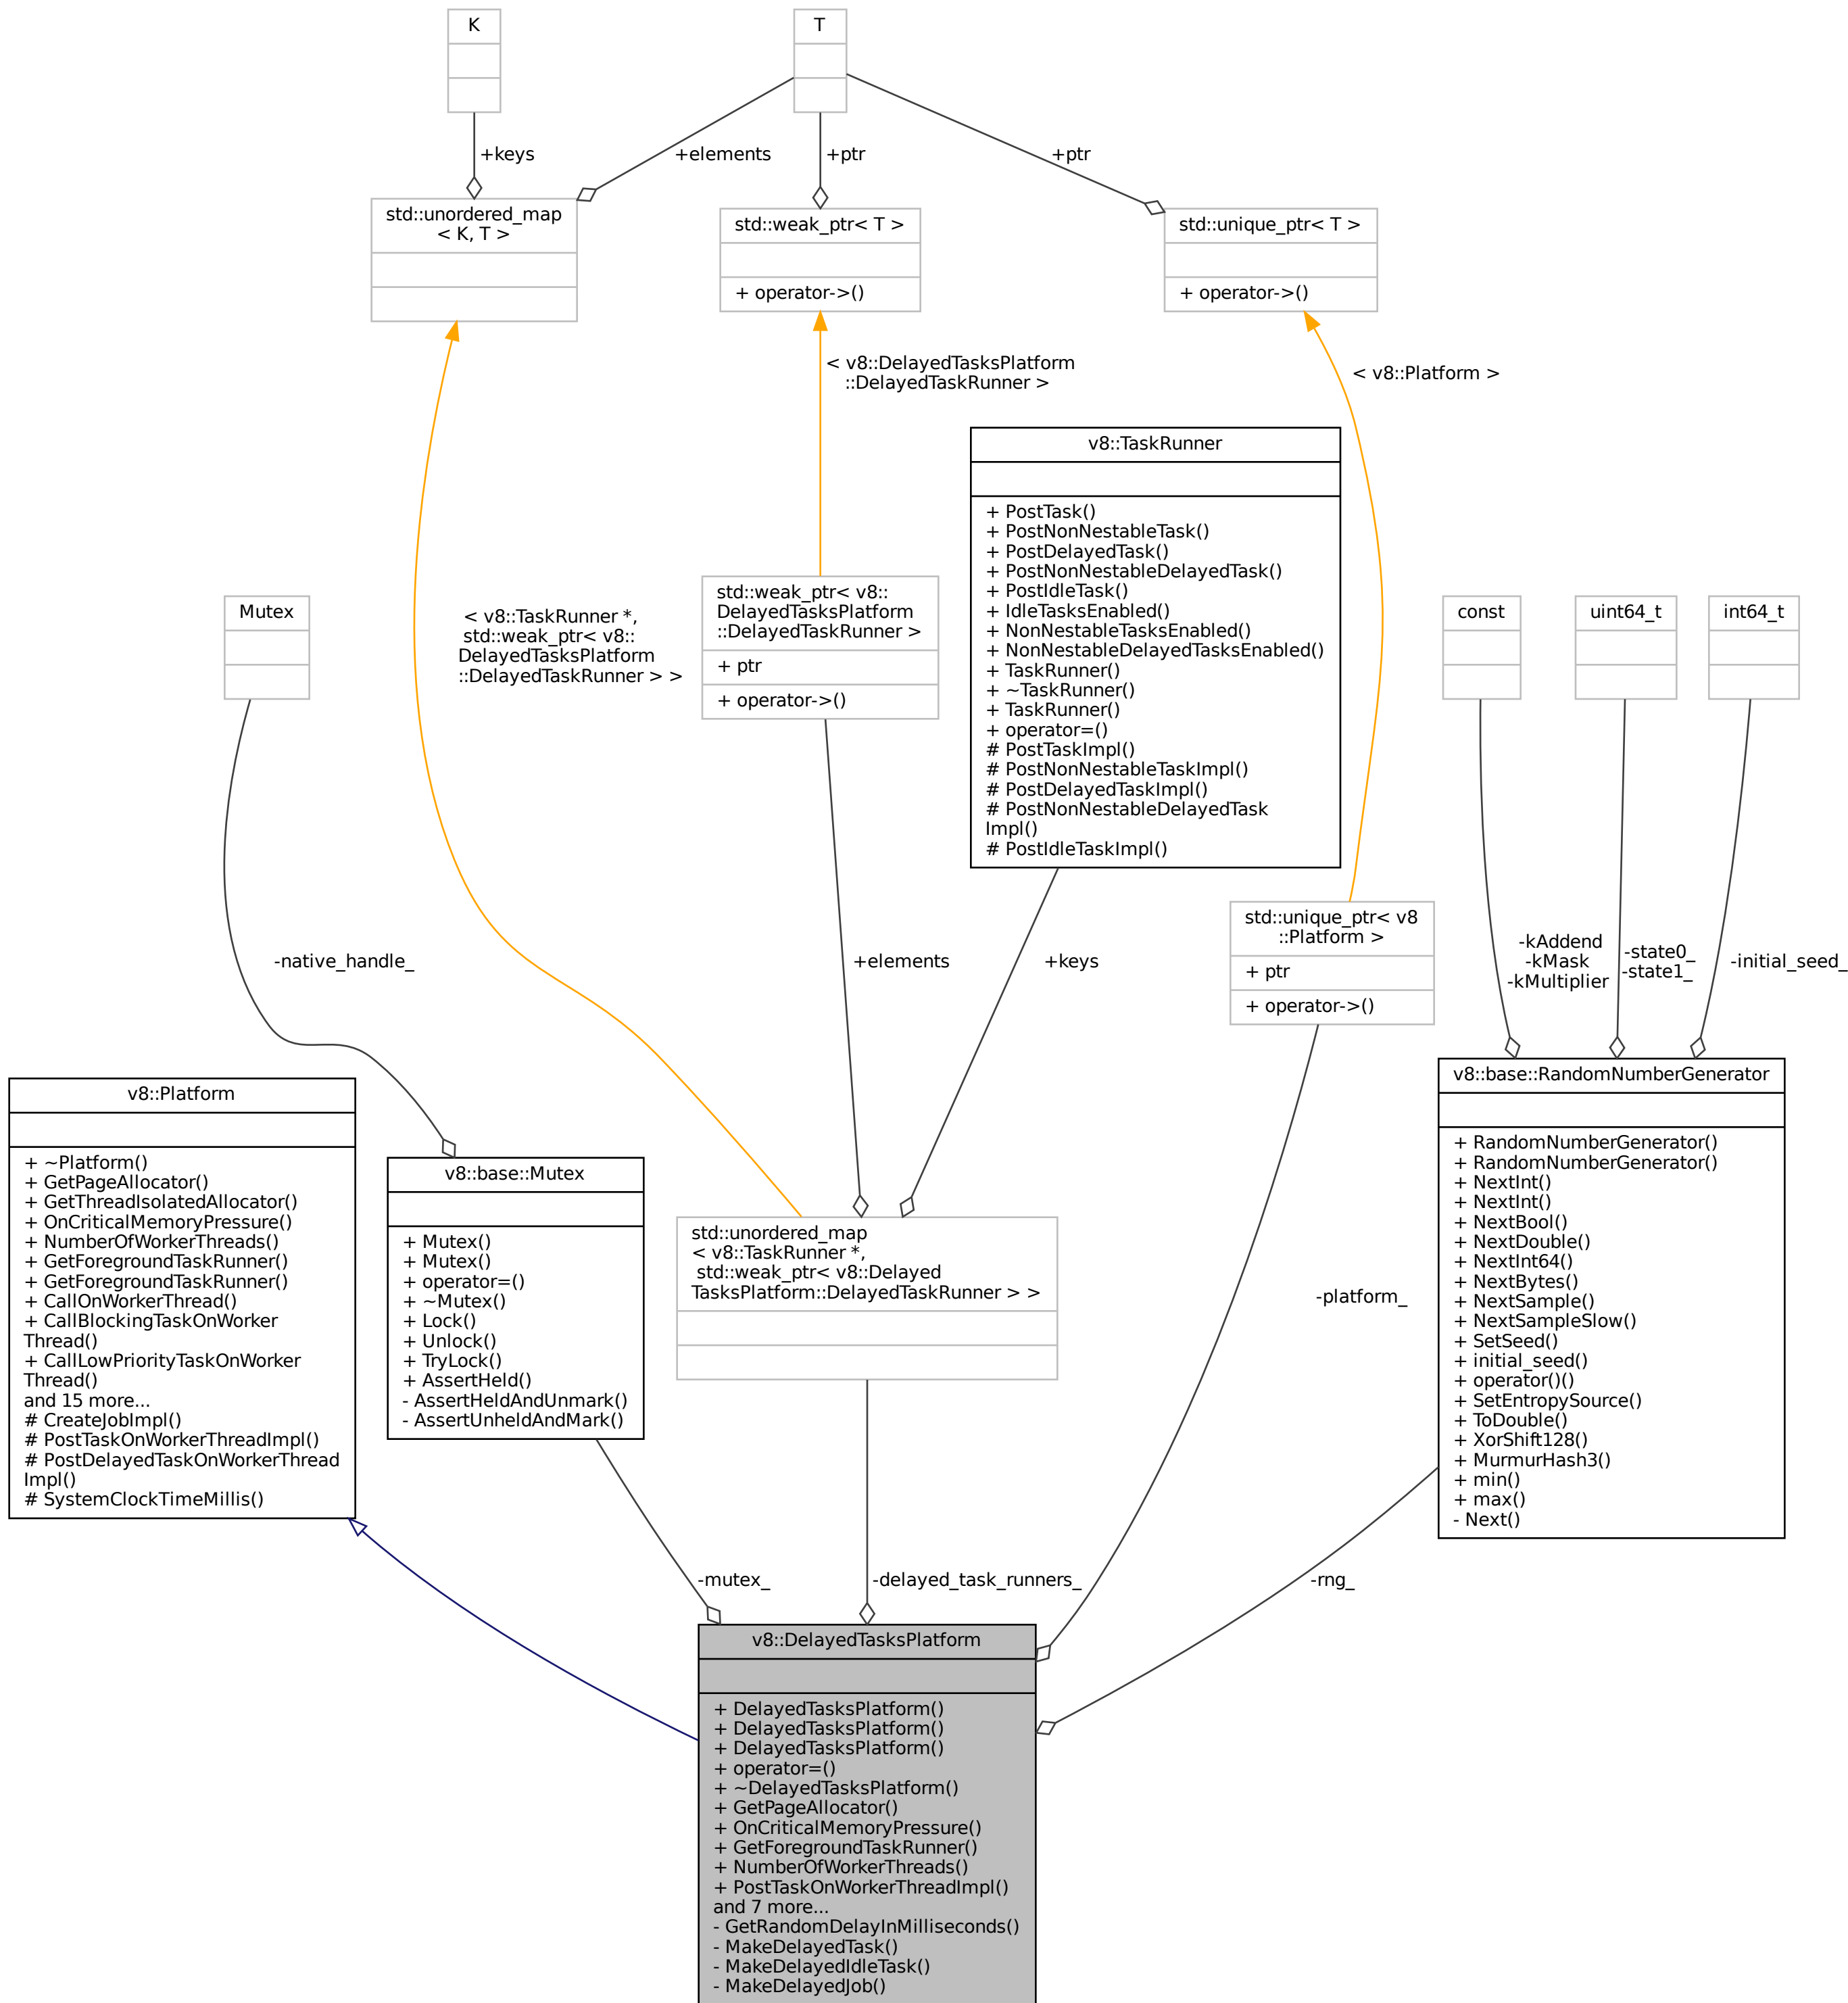 K
T
+keys
+elements
+ptr
+ptr
std::unordered_map
< K, T >
std::weak_ptr< T >
+ operator->()
std::unique_ptr< T >
+ operator->()
< v8::DelayedTasksPlatform
::DelayedTaskRunner >
< v8::Platform >
v8::TaskRunner
+ PostTask()
+ PostNonNestableTask()
+ PostDelayedTask()
+ PostNonNestableDelayedTask()
+ PostIdleTask()
+ IdleTasksEnabled()
+ NonNestableTasksEnabled()
+ NonNestableDelayedTasksEnabled()
+ TaskRunner()
+ ~TaskRunner()
+ TaskRunner()
+ operator=()
# PostTaskImpl()
# PostNonNestableTaskImpl()
# PostDelayedTaskImpl()
# PostNonNestableDelayedTask
Impl()
# PostIdleTaskImpl()
Mutex
< v8::TaskRunner *,
std::weak_ptr< v8::
DelayedTasksPlatform
::DelayedTaskRunner > >
std::weak_ptr< v8::
DelayedTasksPlatform
::DelayedTaskRunner >
+ ptr
+ operator->()
const
uint64_t
int64_t
std::unique_ptr< v8
::Platform >
+ ptr
+ operator->()
-native_handle_
+elements
+keys
-kAddend
-kMask
-kMultiplier
-state0_
-state1_
-initial_seed_
v8::Platform
+ ~Platform()
+ GetPageAllocator()
+ GetThreadIsolatedAllocator()
+ OnCriticalMemoryPressure()
+ NumberOfWorkerThreads()
+ GetForegroundTaskRunner()
+ GetForegroundTaskRunner()
+ CallOnWorkerThread()
+ CallBlockingTaskOnWorker
Thread()
+ CallLowPriorityTaskOnWorker
Thread()
and 15 more...
# CreateJobImpl()
# PostTaskOnWorkerThreadImpl()
# PostDelayedTaskOnWorkerThread
Impl()
# SystemClockTimeMillis()
v8::base::Mutex
+ Mutex()
+ Mutex()
+ operator=()
+ ~Mutex()
+ Lock()
+ Unlock()
+ TryLock()
+ AssertHeld()
- AssertHeldAndUnmark()
- AssertUnheldAndMark()
std::unordered_map
< v8::TaskRunner *,
std::weak_ptr< v8::Delayed
TasksPlatform::DelayedTaskRunner > >
-platform_
v8::base::RandomNumberGenerator
+ RandomNumberGenerator()
+ RandomNumberGenerator()
+ NextInt()
+ NextInt()
+ NextBool()
+ NextDouble()
+ NextInt64()
+ NextBytes()
+ NextSample()
+ NextSampleSlow()
+ SetSeed()
+ initial_seed()
+ operator()()
+ SetEntropySource()
+ ToDouble()
+ XorShift128()
+ MurmurHash3()
+ min()
+ max()
- Next()
-mutex_
-delayed_task_runners_
-rng_
v8::DelayedTasksPlatform
+ DelayedTasksPlatform()
+ DelayedTasksPlatform()
+ DelayedTasksPlatform()
+ operator=()
+ ~DelayedTasksPlatform()
+ GetPageAllocator()
+ OnCriticalMemoryPressure()
+ GetForegroundTaskRunner()
+ NumberOfWorkerThreads()
+ PostTaskOnWorkerThreadImpl()
and 7 more...
- GetRandomDelayInMilliseconds()
- MakeDelayedTask()
- MakeDelayedIdleTask()
- MakeDelayedJob()